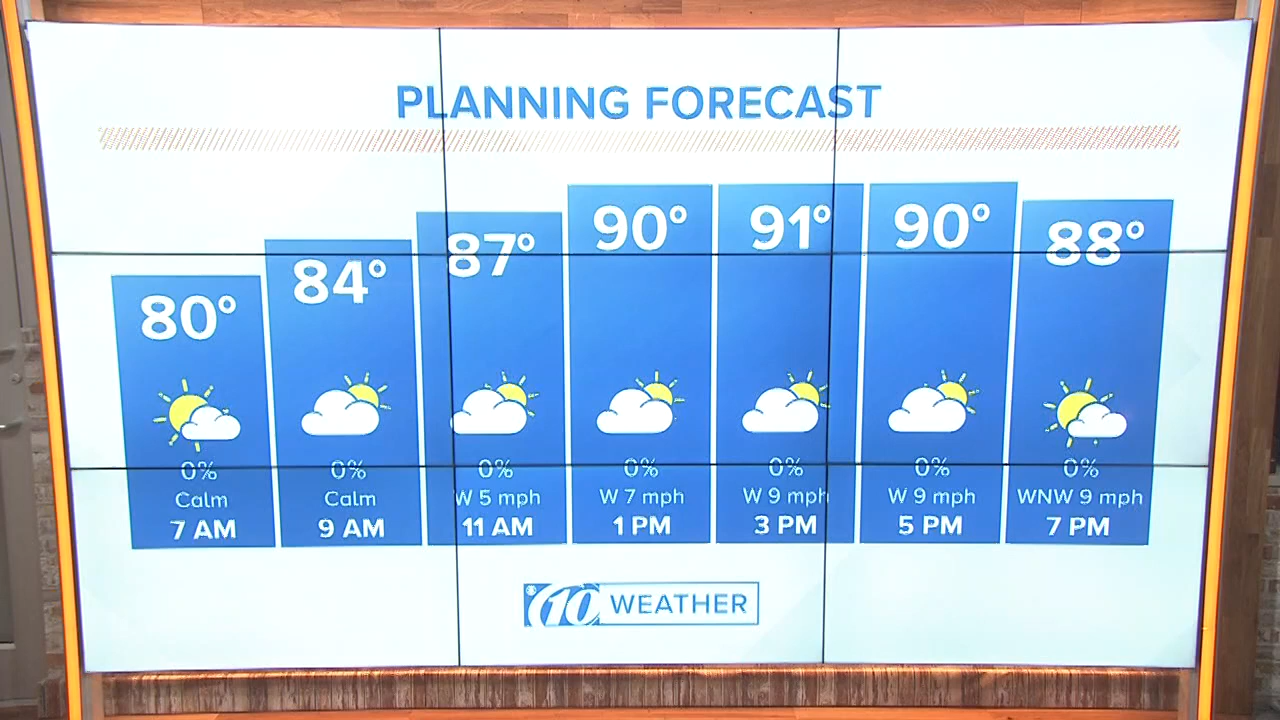 PLANNING FORECAST
80° 84° 87° 90° 91° 90° 88°
0% 0% 0% 0% 0% 0% 0%
Calm Calm W 5 mph W 7 mph W 9 mph W 9 mph WNW 9 mph
7 AM 9 AM 11 AM 1 PM 3 PM 5 PM 7 PM
10 WEATHER